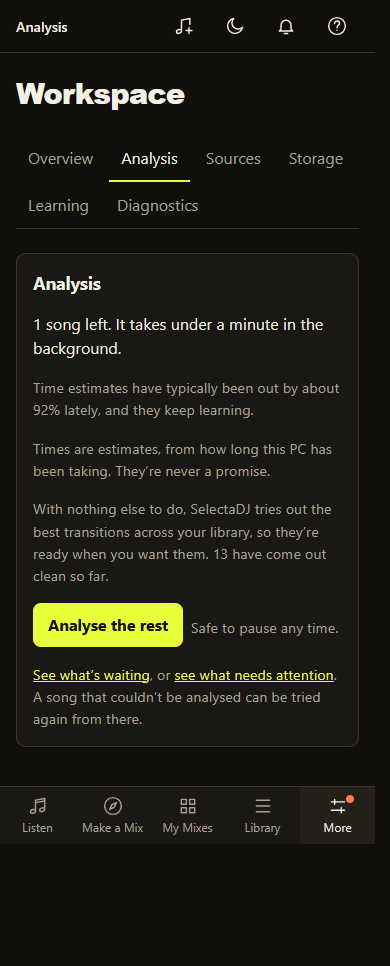 Analysis
Workspace
Overview Analysis Sources Storage
Learning Diagnostics
Analysis
1 song left. It takes under a minute in the
background.
Time estimates have typically been out by about
92% lately, and they keep learning.
Times are estimates, from how long this PC has
been taking. They’re never a promise.
With nothing else to do, SelectaDJ tries out the
best transitions across your library, so they’re
ready when you want them. 13 have come out
clean so far.
Analyse the rest Safe to pause any time.
See what’s waiting, or see what needs attention.
A song that couldn’t be analysed can be tried
again from there.
Listen Make a Mix My Mixes Library More